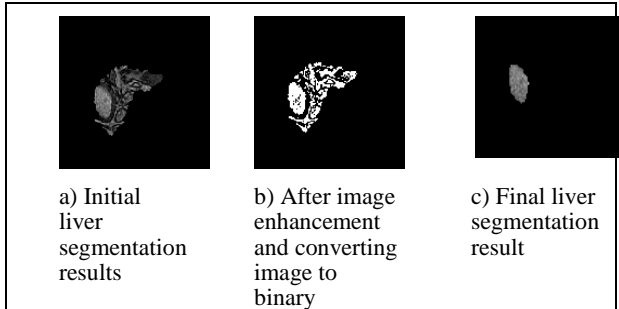 a) Initial
liver
segmentation
results
b) After image
enhancement
and converting
image to
binary
c) Final liver
segmentation
result